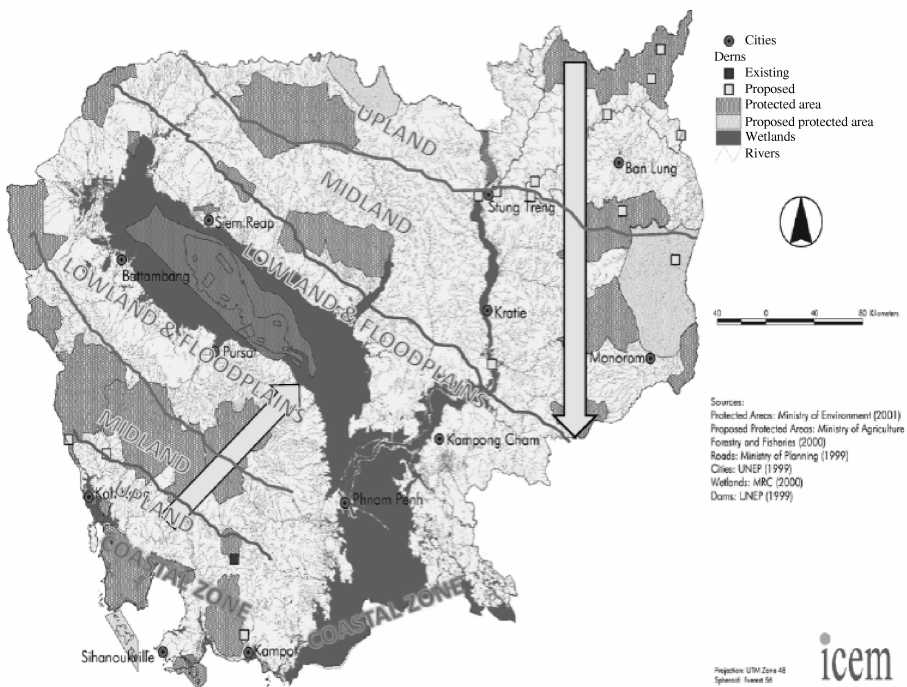 Cities
Derns
Existing
Proposed
Protected area
Proposed protected area
Wetlands
Rivers
UPLAND
MIDLAND
LOWLAND & FLOODPLAINS
LOWLAND & FLOODPLAINS
MIDLAND
UPLAND
COASTAL ZONE
COASTAL ZONE
Ban Lung
Stung Treng
Siem Reap
Battambang
Kratie
Pursat
Monorom
Kampong Cham
Phnom Penh
Sihanoukville
Kampot
40 0 40 80 Kilometers
Sources:
Protected Areas: Ministry of Environment (2001)
Proposed Protected Areas: Ministry of Agriculture
Forestry and Fisheries (2000)
Roads: Ministry of Planning (1999)
Cities: UNEP (1999)
Wetlands: MRC (2000)
Dams: UNEP (1999)
icem
Projection: UTM Zone 48
Spheroid: Everest 56